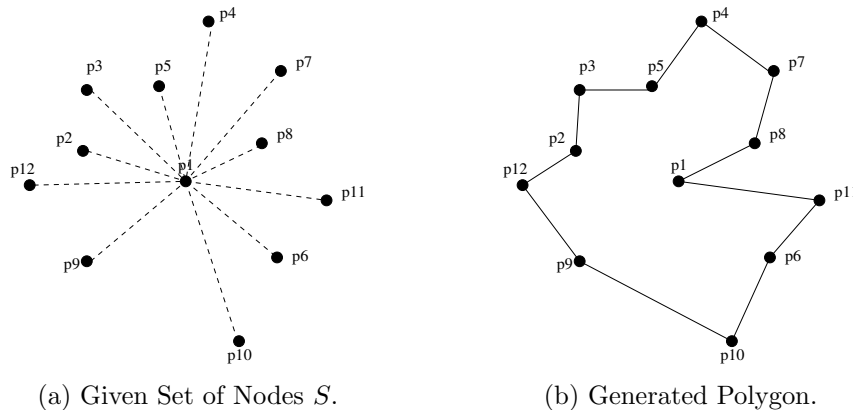 p4
p3
p5
p7
p2
p8
p12
p1
p11
p9
p6
p10
(a) Given Set of Nodes S.
p4
p3
p5
p7
p2
p8
p12
p1
p1
p9
p6
p10
(b) Generated Polygon.